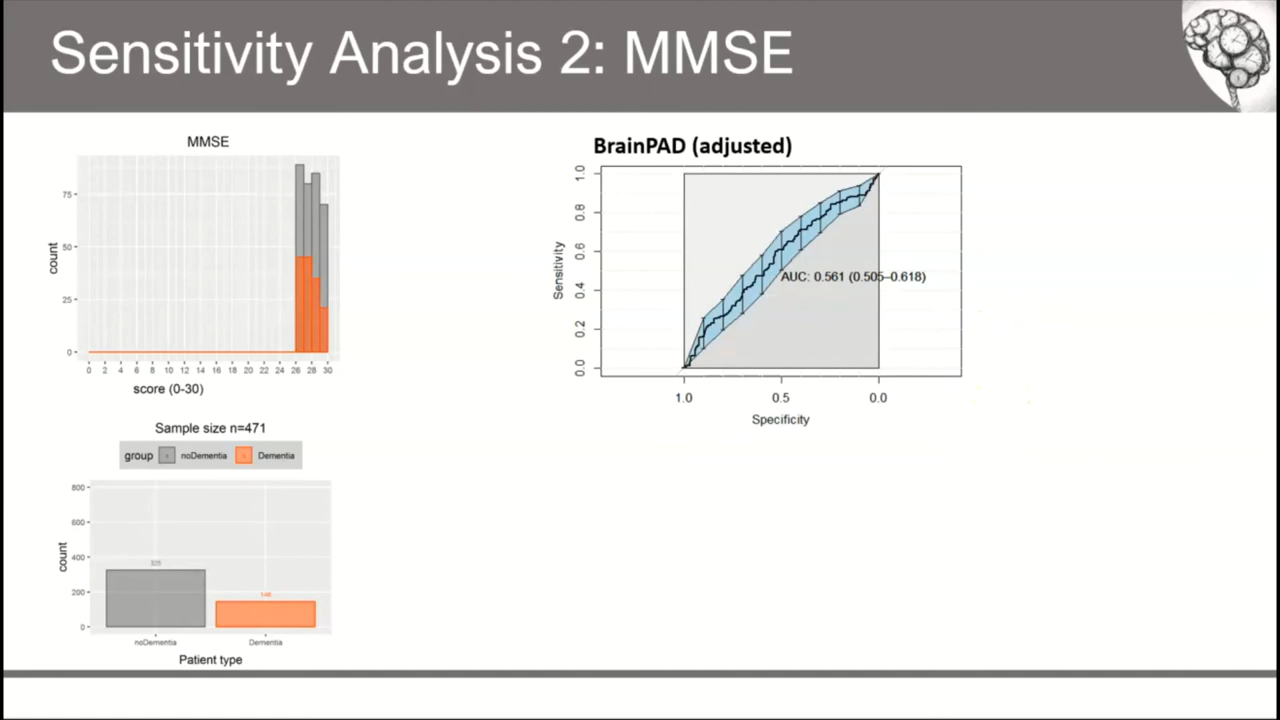 Sensitivity Analysis 2: MMSE
MMSE
75
50
25
0
count
0 2 4 6 8 10 12 14 16 18 20 22 24 26 28 30
score (0-30)
Sample size n=471
group noDementia Dementia
800
600
400
200
0
count
325
146
noDementia Dementia
Patient type
BrainPAD (adjusted)
1.0
0.8
0.6
0.4
0.2
0.0
Sensitivity
AUC: 0.561 (0.505–0.618)
1.0 0.5 0.0
Specificity